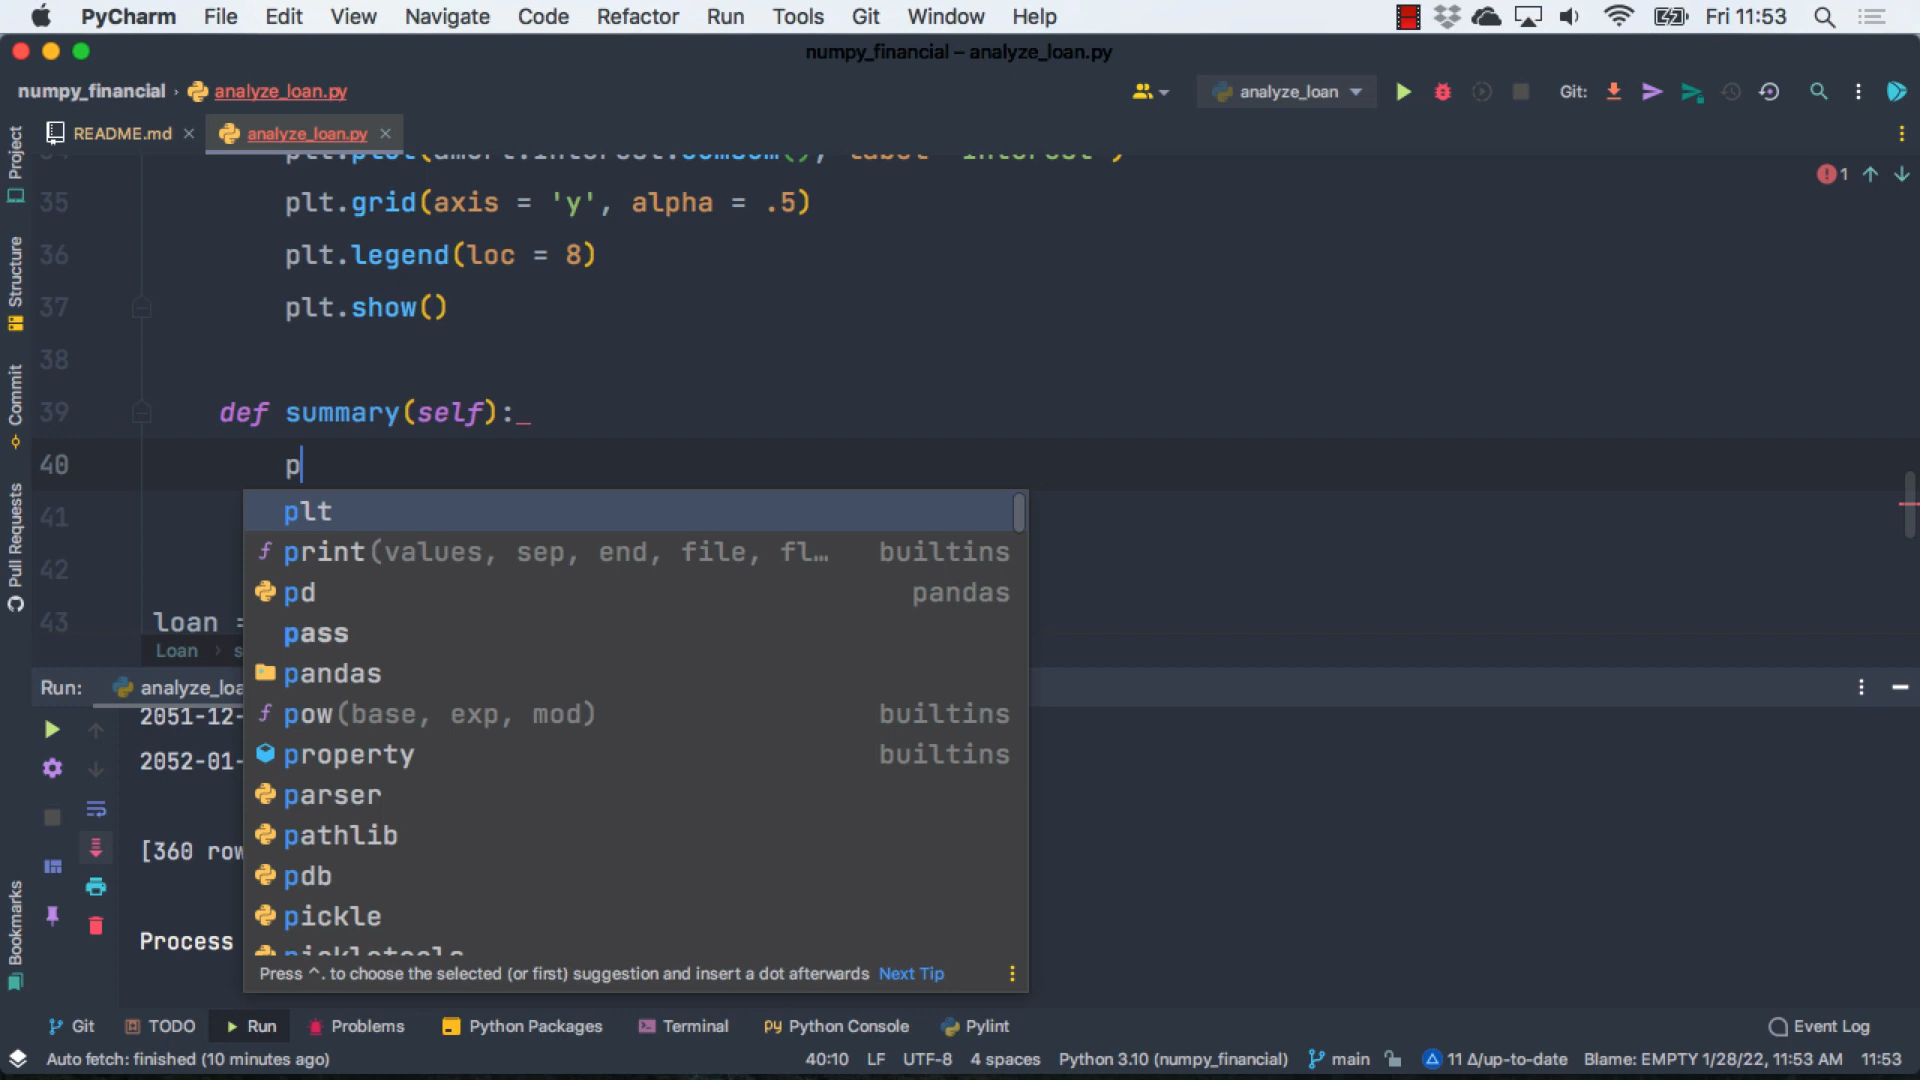 PyCharm File Edit View Navigate Code Refactor Run Tools Git Window Help Fri 11:53
numpy_financial – analyze_loan.py
numpy_financial › analyze_loan.py analyze_loan Git:
README.md analyze_loan.py
Project
Structure
Commit
Pull Requests
Bookmarks
1
35 plt.grid(axis = 'y', alpha = .5)
36 plt.legend(loc = 8)
37 plt.show()
38
39 def summary(self):_
40 p
41
42
43 loan =
plt
f print(values, sep, end, file, fl… builtins
pd pandas
pass
pandas
f pow(base, exp, mod) builtins
property builtins
parser
pathlib
pdb
pickle
pickletools
Press ^. to choose the selected (or first) suggestion and insert a dot afterwards Next Tip
Loan › s
Run: analyze_loa
2051-12-
2052-01-
[360 row
Process
Git TODO Run Problems Python Packages Terminal Python Console Pylint Event Log
Auto fetch: finished (10 minutes ago) 40:10 LF UTF-8 4 spaces Python 3.10 (numpy_financial) main 11 Δ/up-to-date Blame: EMPTY 1/28/22, 11:53 AM 11:53